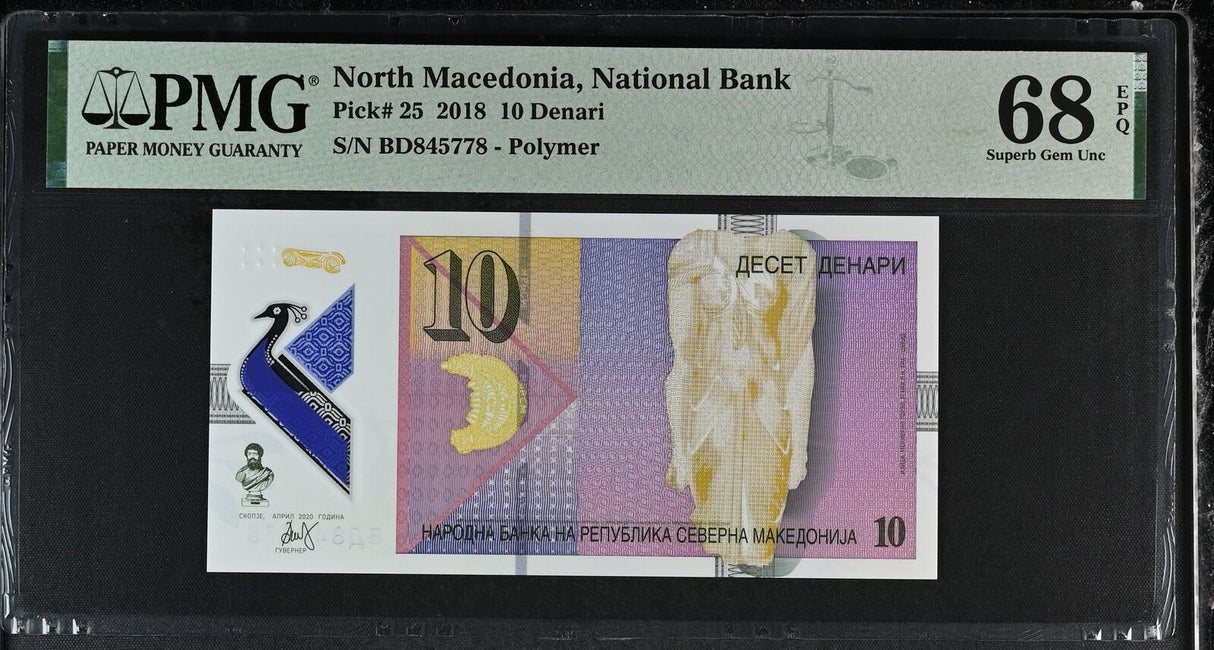 PMG®
PAPER MONEY GUARANTY
North Macedonia, National Bank
Pick# 25 2018 10 Denari
S/N BD845778 - Polymer
68
EPQ
Superb Gem Unc
10
ДЕСЕТ ДЕНАРИ
СКОПЈЕ, АПРИЛ 2020 ГОДИНА
ГУВЕРНЕР
НАРОДНА БАНКА НА РЕПУБЛИКА СЕВЕРНА МАКЕДОНИЈА
10